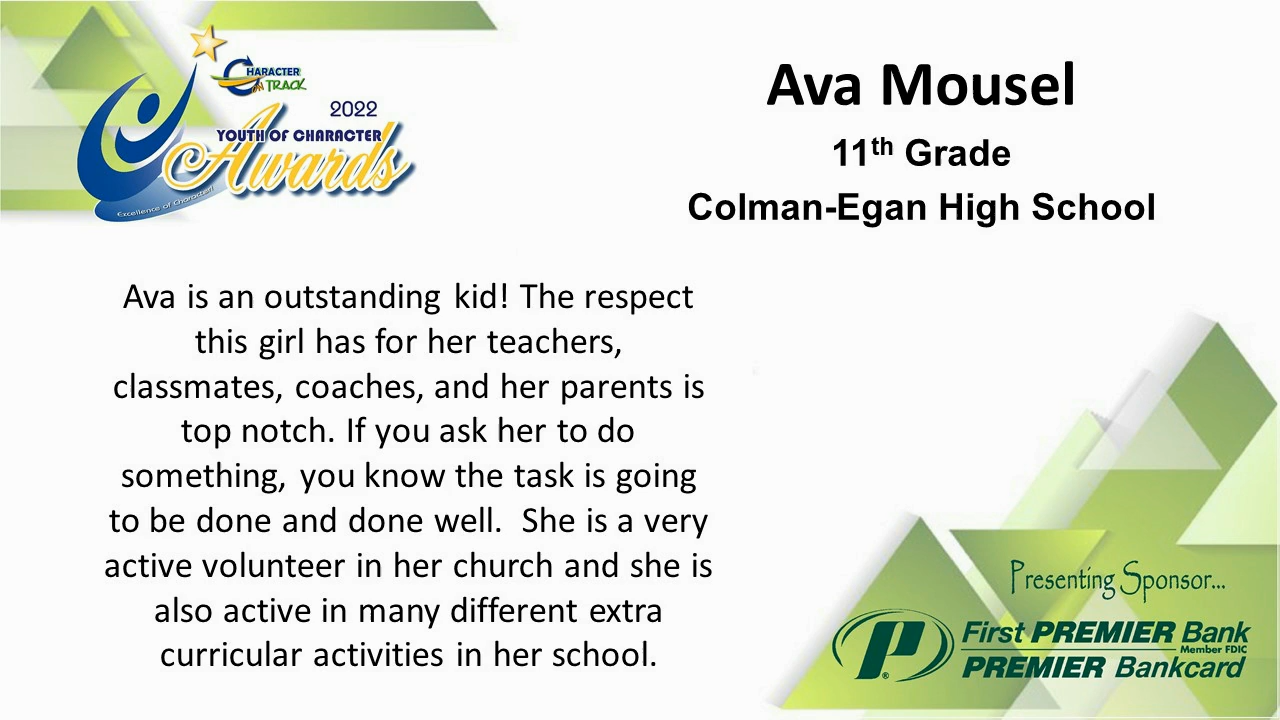 CHARACTER
ON TRACK
2022
YOUTH OF CHARACTER
Awards
Excellence of Character!
Ava Mousel
11th Grade
Colman-Egan High School
Ava is an outstanding kid! The respect
this girl has for her teachers,
classmates, coaches, and her parents is
top notch. If you ask her to do
something, you know the task is going
to be done and done well.  She is a very
active volunteer in her church and she is
also active in many different extra
curricular activities in her school.
Presenting Sponsor...
P®
First PREMIER Bank
Member FDIC
PREMIER Bankcard